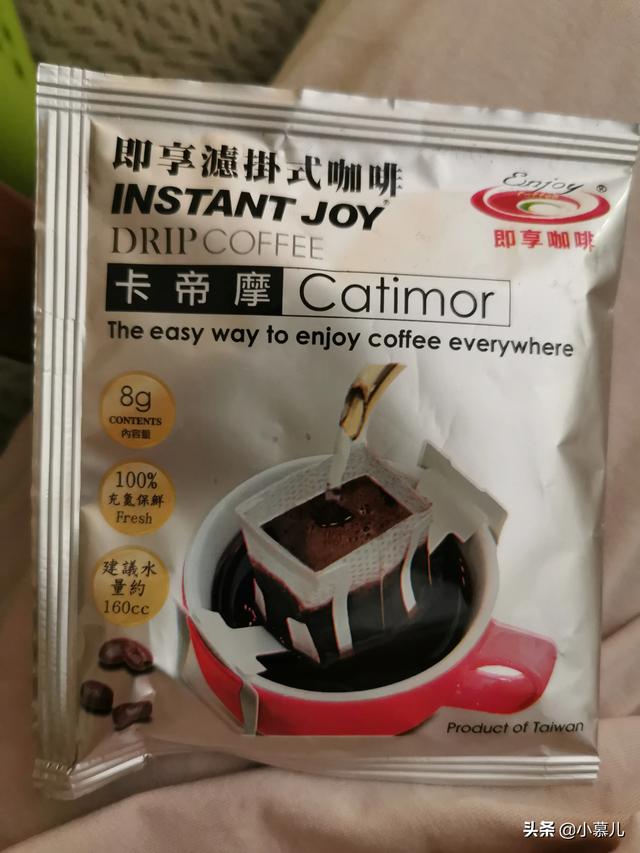 即享濾掛式咖啡
INSTANT JOY®
DRIP COFFEE
Enjoy ®
coffee
即享咖啡
卡帝摩 Catimor
The easy way to enjoy coffee everywhere
8g
CONTENTS
內容量
100%
充氮保鮮
Fresh
建議水
量約
160cc
Product of Taiwan
头条 @小慕儿